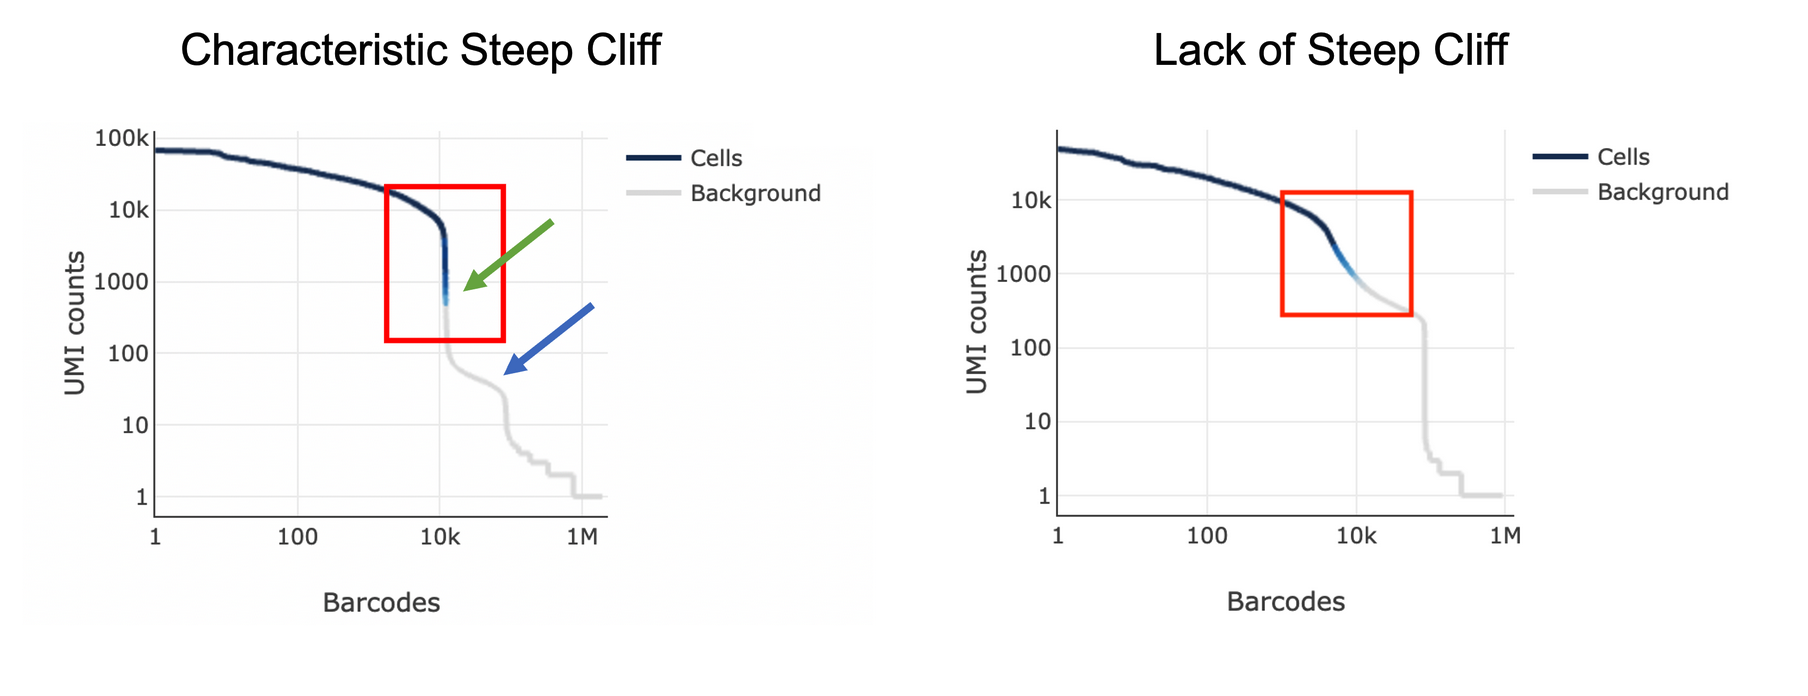 Characteristic Steep Cliff
100k
10k
1000
100
10
1
UMI counts
1
100
10k
1M
Barcodes
Cells
Background
Lack of Steep Cliff
10k
1000
100
10
1
UMI counts
1
100
10k
1M
Barcodes
Cells
Background